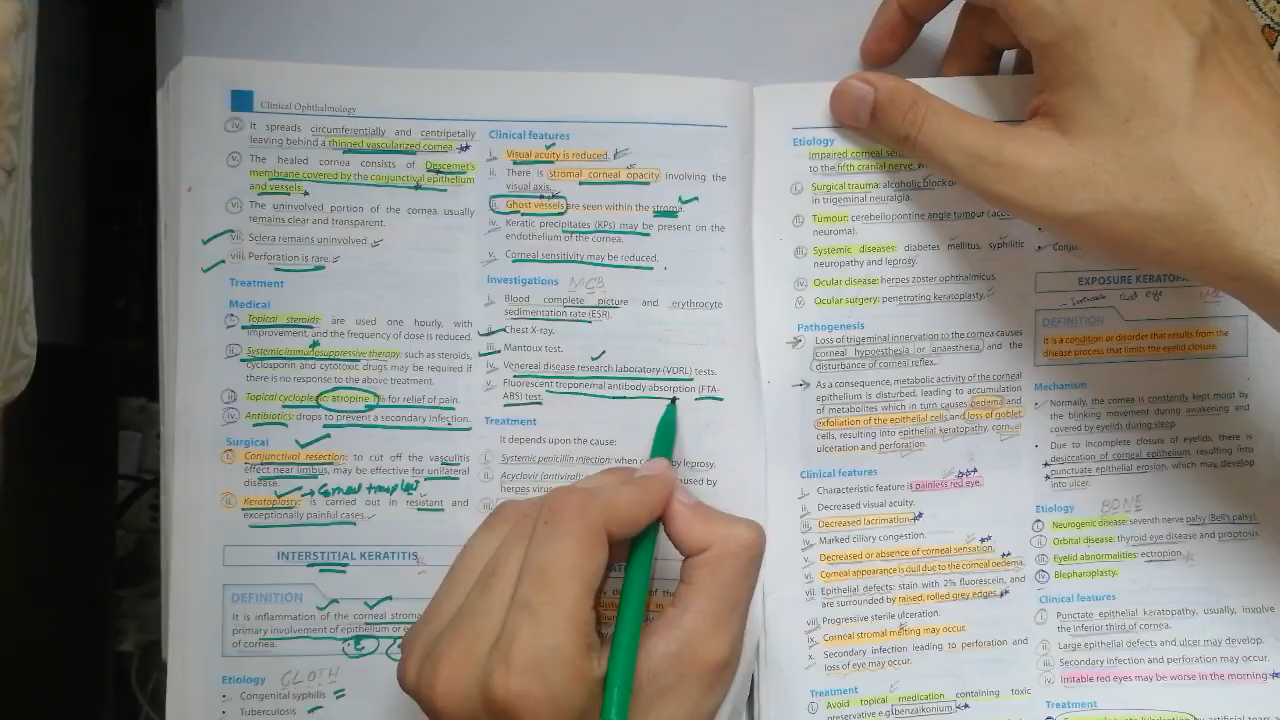 Clinical Ophthalmology
iv. It spreads circumferentially and centripetally
leaving behind a thinned vascularized cornea.
v. The healed cornea consists of Descemet's
membrane covered by the conjunctival epithelium
and vessels.
vi. The uninvolved portion of the cornea usually
remains clear and transparent.
vii. Sclera remains uninvolved.
viii. Perforation is rare.
Treatment
Medical
i. Topical steroids: are used one hourly, with
improvement, and the frequency of dose is reduced.
ii. Systemic immunosuppressive therapy: such as steroids,
cyclosporin and cytotoxic drugs may be required if
there is no response to the above treatment.
iii. Topical cycloplegic: atropine 1% for relief of pain.
iv. Antibiotics: drops to prevent a secondary infection.
Surgical
i. Conjunctival resection: to cut off the vasculitis
effect near limbus, may be effective for unilateral
disease.
ii. Keratoplasty: is carried out in resistant and
exceptionally painful cases.
INTERSTITIAL KERATITIS
DEFINITION
It is inflammation of the corneal stroma
primary involvement of epithelium or
of cornea.
Etiology CLOTH
• Congenital syphilis
• Tuberculosis
Clinical features
i. Visual acuity is reduced.
ii. There is stromal corneal opacity involving the
visual axis.
iii. Ghost vessels are seen within the stroma.
iv. Keratic precipitates (KPs) may be present on the
endothelium of the cornea.
v. Corneal sensitivity may be reduced.
Investigations
i. Blood complete picture and erythrocyte
sedimentation rate (ESR).
ii. Chest X-ray.
iii. Mantoux test.
iv. Venereal disease research laboratory (VDRL) tests.
v. Fluorescent treponemal antibody absorption (FTA-
ABS) test.
Treatment
It depends upon the cause:
i. Systemic penicillin injection: when by leprosy.
ii. Acyclovir (antiviral) caused by
herpes
Etiology
Impaired corneal
to the fifth cranial nerve,
i. Surgical trauma: alcoholic block
in trigeminal neuralgia.
ii. Tumour: cerebellopontine angle tumour
neuroma).
iii. Systemic diseases: diabetes mellitus, syphilitic
neuropathy and leprosy.
iv. Ocular disease: herpes zoster ophthalmicus.
v. Ocular surgery: penetrating keratoplasty.
Pathogenesis
Loss of trigeminal innervation to the cornea causes
corneal hypoesthesia or anaesthesia and the
disturbance of corneal reflex.
As a consequence, metabolic activity of the corneal
epithelium is disturbed, leading to accumulation
of metabolites which in turn causes oedema and
exfoliation of the epithelial cells and loss of goblet
cells, resulting into epithelial keratopathy, corneal
ulceration and perforation.
Clinical features
i. Characteristic feature is painless red eye.
ii. Decreased visual acuity.
iii. Decreased lacrimation.
iv. Marked ciliary congestion.
v. Decreased or absence of corneal sensation.
vi. Corneal appearance is dull due to the corneal oedema.
vii. Epithelial defects: stain with 2% fluorescein, and
are surrounded by raised, rolled grey edges.
viii. Progressive sterile ulceration.
ix. Corneal stromal melting may occur.
Secondary infection leading to perforation and
loss of eye may occur.
Treatment
i. Avoid topical medication containing toxic
preservative e.g. benzalkonium.
EXPOSURE
DEFINITION
It is a condition or disorder that results from the
disease process that limits the eyelid closure.
Mechanism
• Normally, the cornea is constantly kept moist by
the blinking movement during awakening and
covered by eyelids during sleep.
• Due to incomplete closure of eyelids, there is
desiccation of corneal epithelium, resulting into
punctuate epithelial erosion, which may develop
into ulcer.
Etiology BONE
i. Neurogenic disease: seventh nerve palsy (Bell's palsy).
ii. Orbital disease: thyroid eye disease and proptosis
iii. Eyelid abnormalities: ectropion.
iv. Blepharoplasty.
Clinical features
i. Punctate epithelial keratopathy, usually, involve
the inferior third of cornea.
ii. Large epithelial defects and ulcer may develop.
iii. Secondary infection and perforation may occur.
iv. Irritable red eyes may be worse in the morning.
Treatment